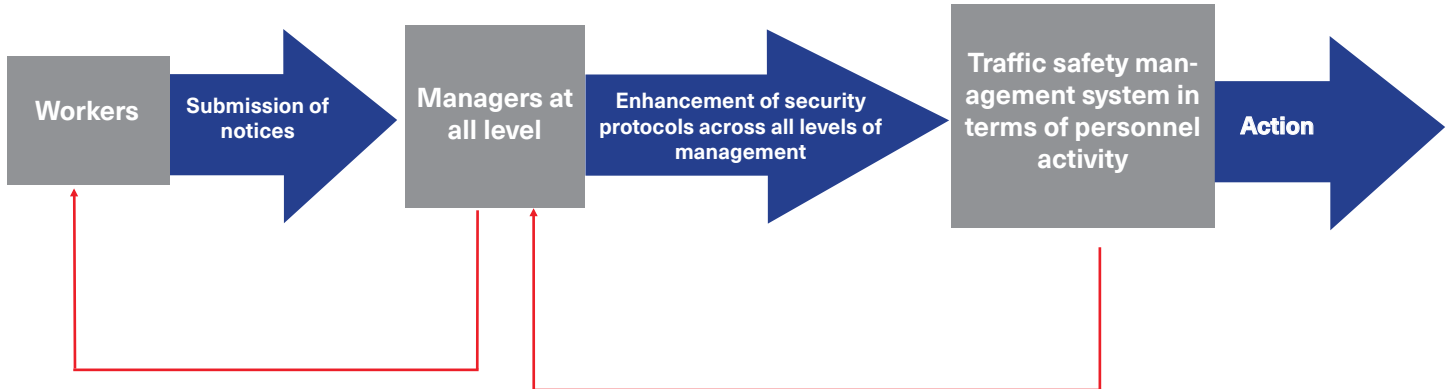 Workers
Submission of
notices
Managers at
all level
Enhancement of security
protocols across all levels of
management
Traffic safety man-
agement system in
terms of personnel
activity
Action